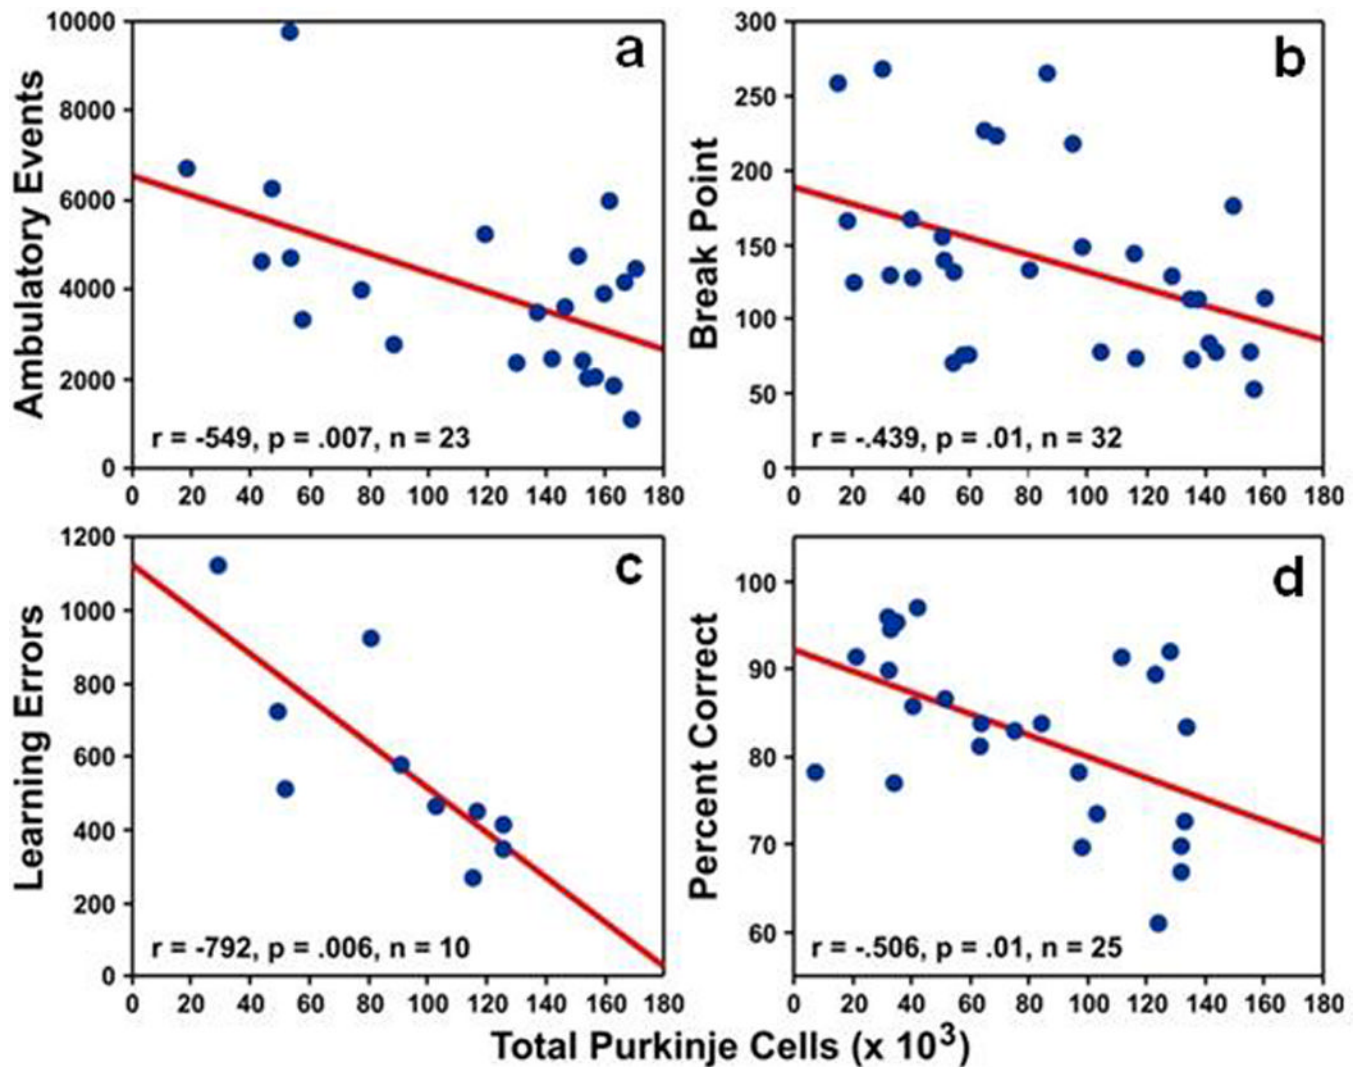 a
Ambulatory Events
10000
8000
6000
4000
2000
0
r = -549, p = .007, n = 23
0 20 40 60 80 100 120 140 160 180
b
Break Point
300
250
200
150
100
50
0
r = -.439, p = .01, n = 32
0 20 40 60 80 100 120 140 160 180
c
Learning Errors
1200
1000
800
600
400
200
0
r = -792, p = .006, n = 10
0 20 40 60 80 100 120 140 160 180
d
Percent Correct
100
90
80
70
60
r = -.506, p = .01, n = 25
0 20 40 60 80 100 120 140 160 180
Total Purkinje Cells (x 10³)